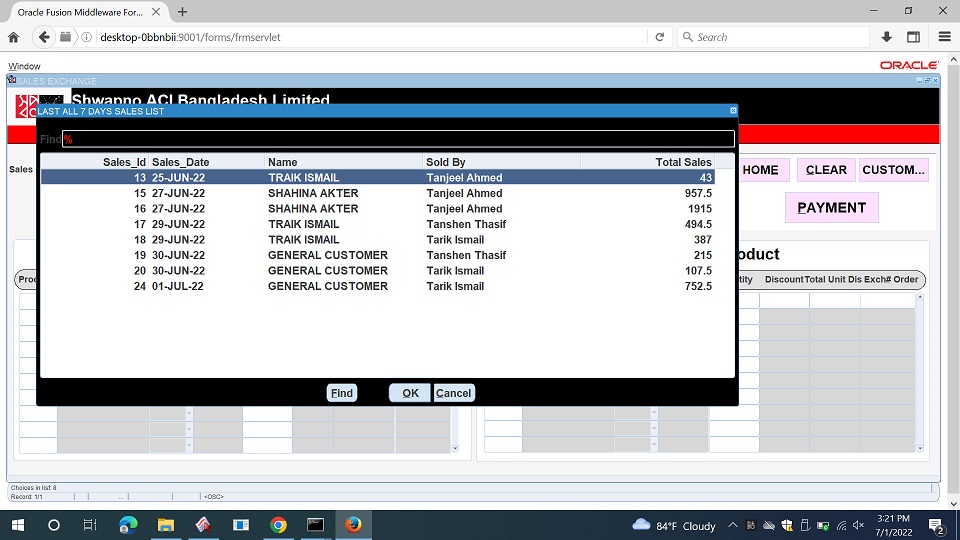 Oracle Fusion Middleware For...
desktop-0bbnbii:9001/forms/frmservlet
Search
Window
ORACLE
SALES EXCHANGE
Shwapno ACI Bangladesh Limited
LAST ALL 7 DAYS SALES LIST
Find %
Sales_Id Sales_Date Name Sold By Total Sales
13 25-JUN-22 TRAIK ISMAIL Tanjeel Ahmed 43
15 27-JUN-22 SHAHINA AKTER Tanjeel Ahmed 957.5
16 27-JUN-22 SHAHINA AKTER Tanjeel Ahmed 1915
17 29-JUN-22 TRAIK ISMAIL Tanshen Thasif 494.5
18 29-JUN-22 TRAIK ISMAIL Tarik Ismail 387
19 30-JUN-22 GENERAL CUSTOMER Tanshen Thasif 215
20 30-JUN-22 GENERAL CUSTOMER Tarik Ismail 107.5
24 01-JUL-22 GENERAL CUSTOMER Tarik Ismail 752.5
Find OK Cancel
Sales
HOME CLEAR CUSTOM...
PAYMENT
oduct
Proc
tity Discount Total Unit Dis Exch# Order
Choices in list: 8
Record: 1/1 ... <OSC>
84°F Cloudy
3:21 PM
7/1/2022
2